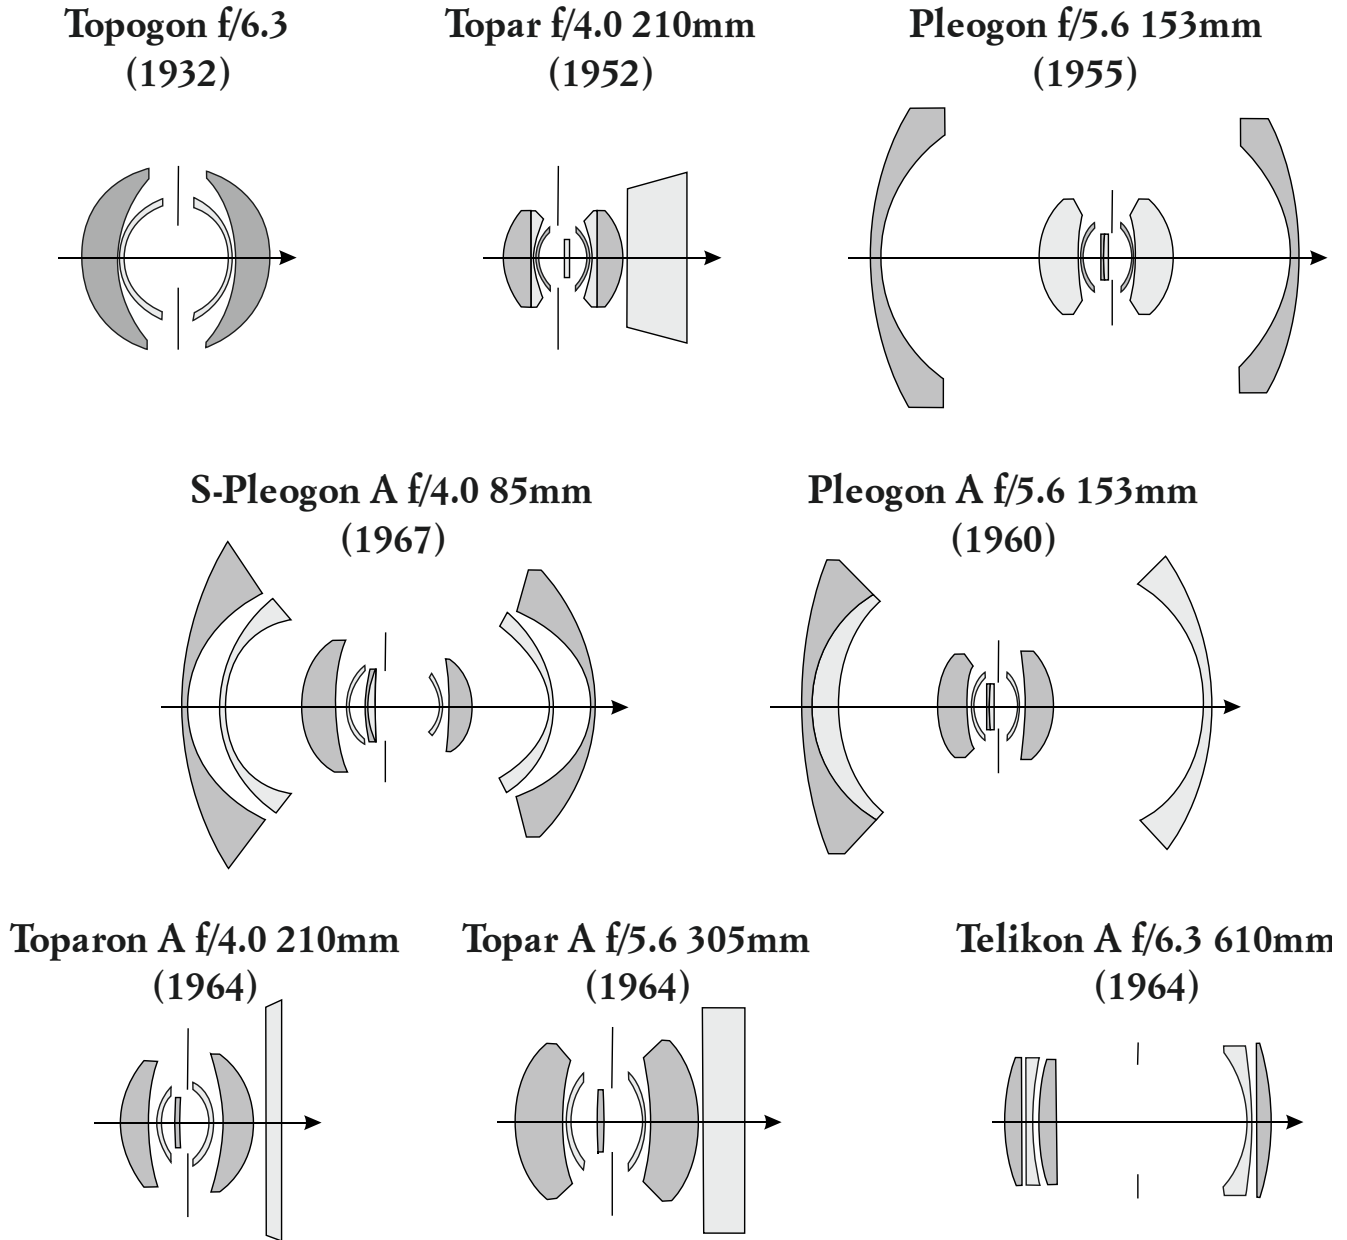 Topogon f/6.3
(1932)
Topar f/4.0 210mm
(1952)
Pleogon f/5.6 153mm
(1955)
S-Pleogon A f/4.0 85mm
(1967)
Pleogon A f/5.6 153mm
(1960)
Toparon A f/4.0 210mm
(1964)
Topar A f/5.6 305mm
(1964)
Telikon A f/6.3 610mm
(1964)